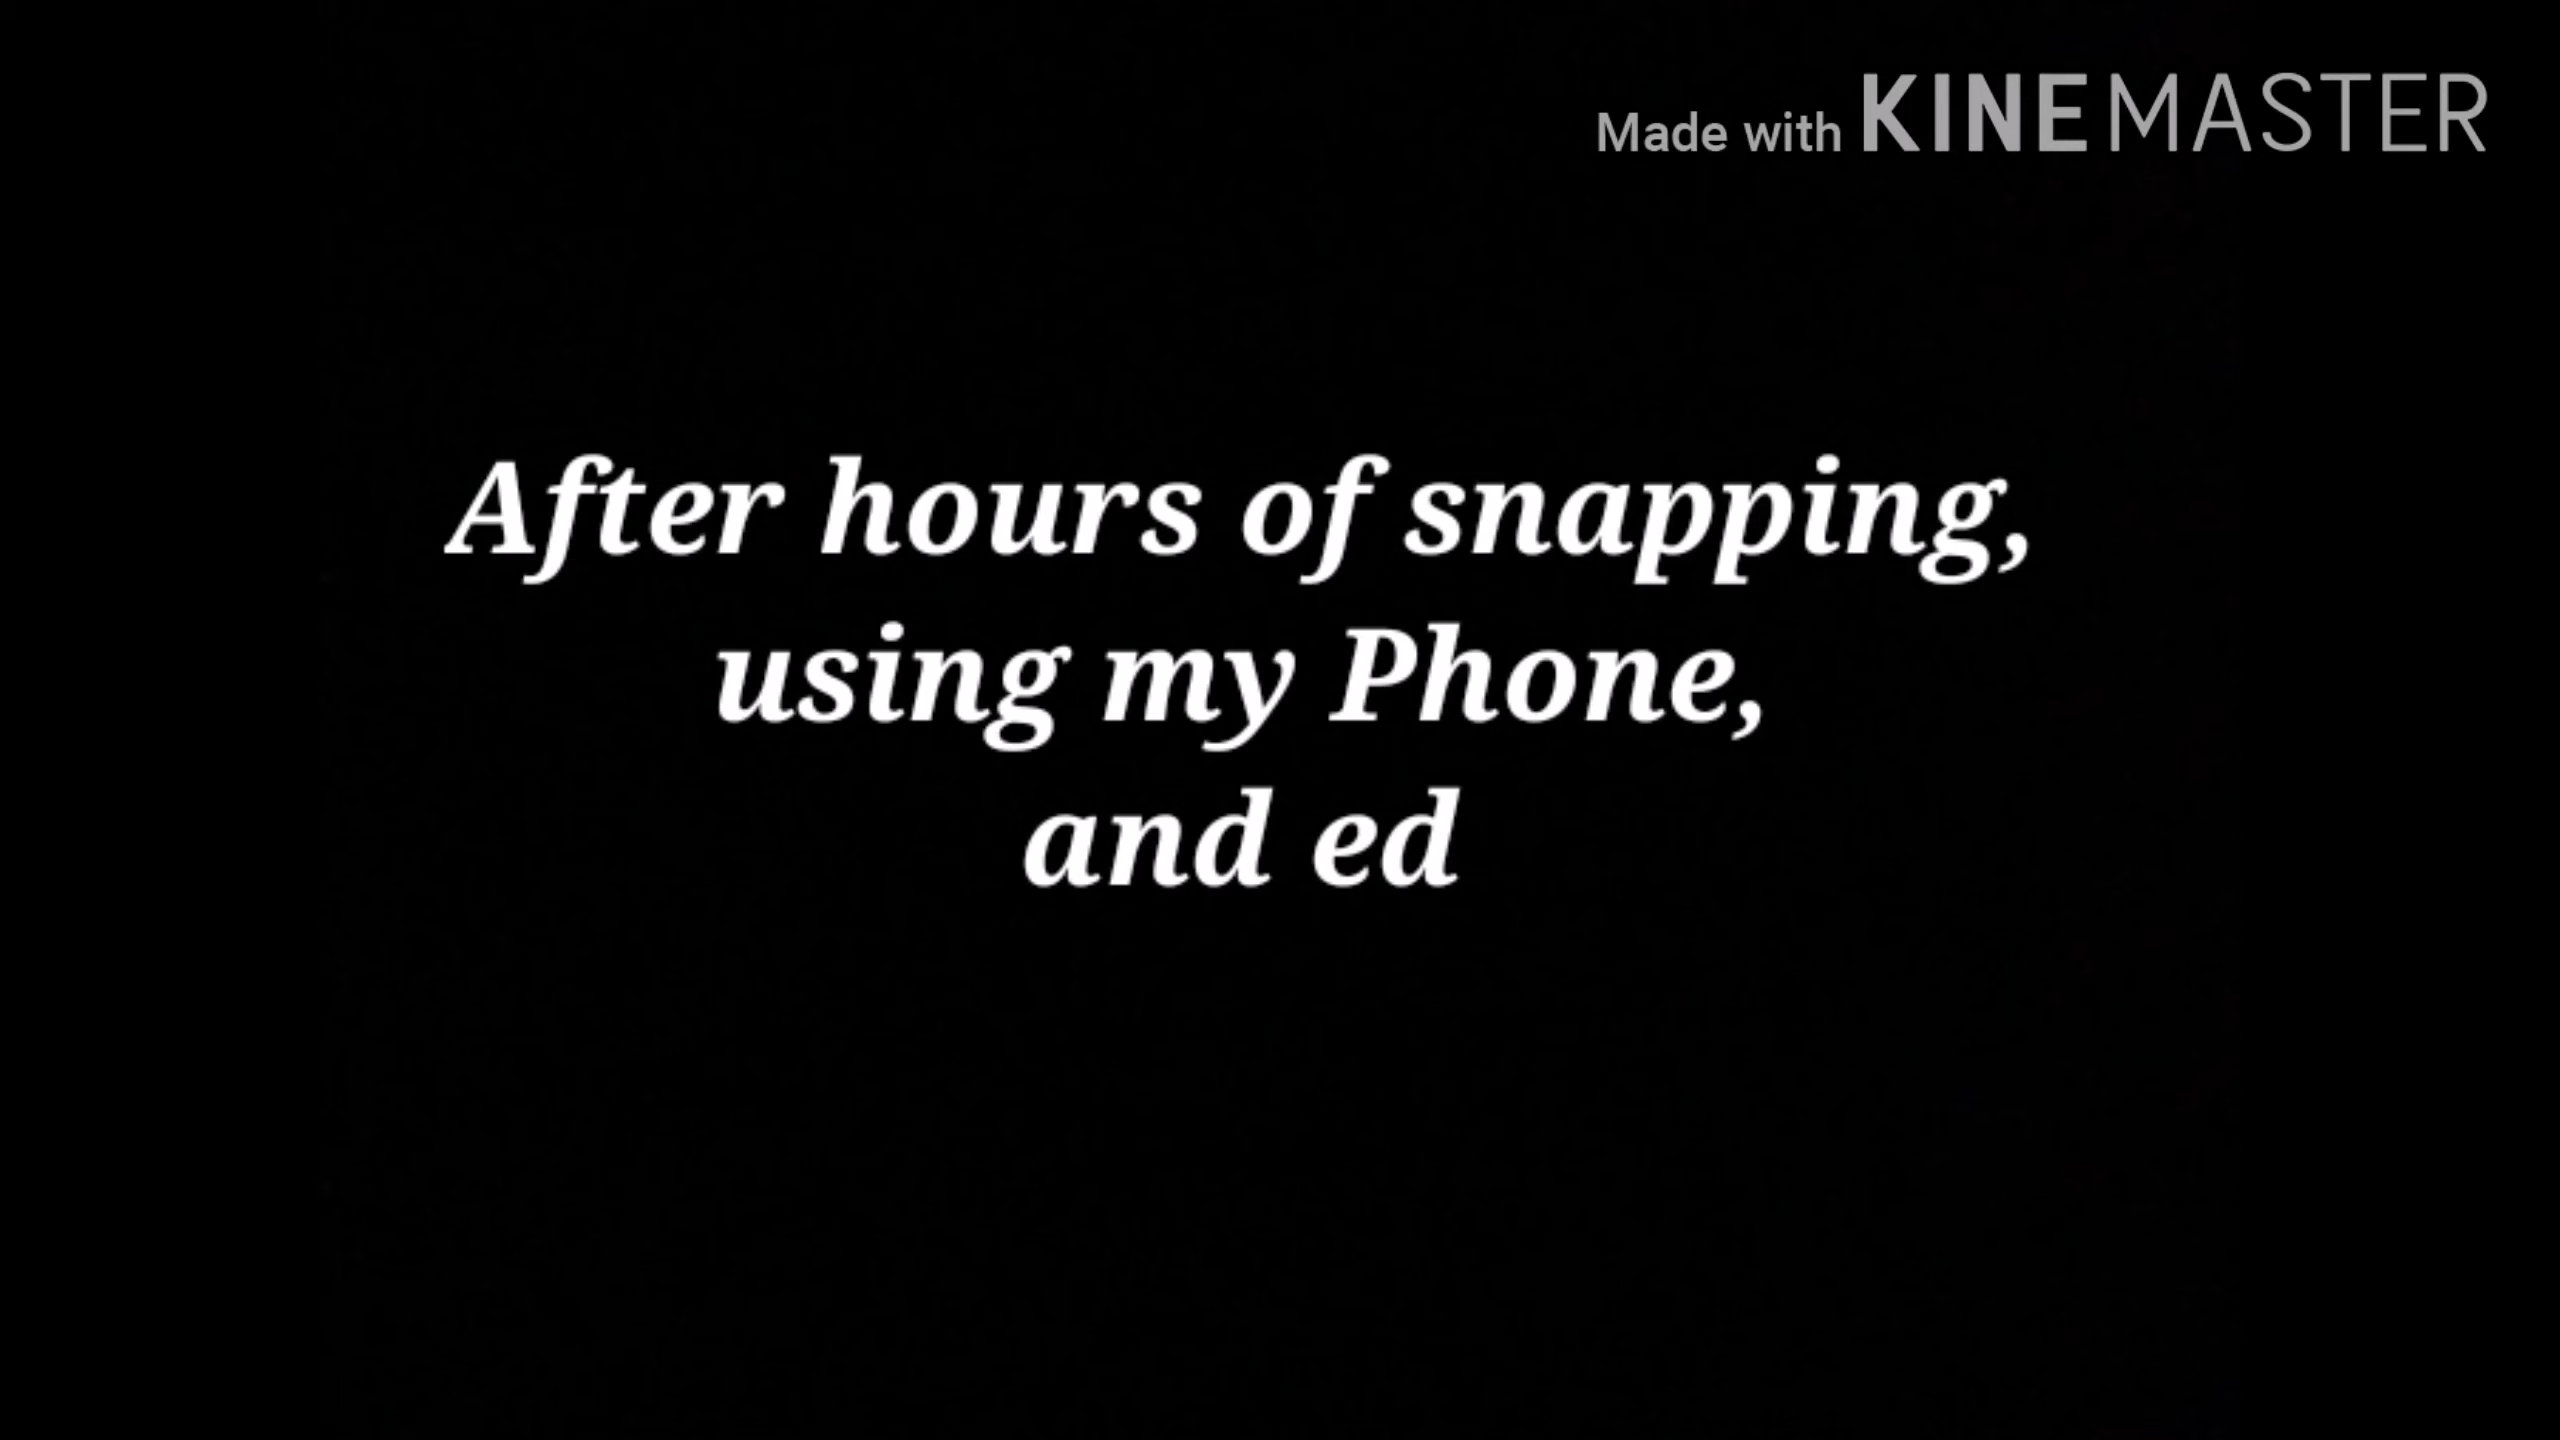 Made with KINEMASTER
After hours of snapping,
using my Phone,
and ed